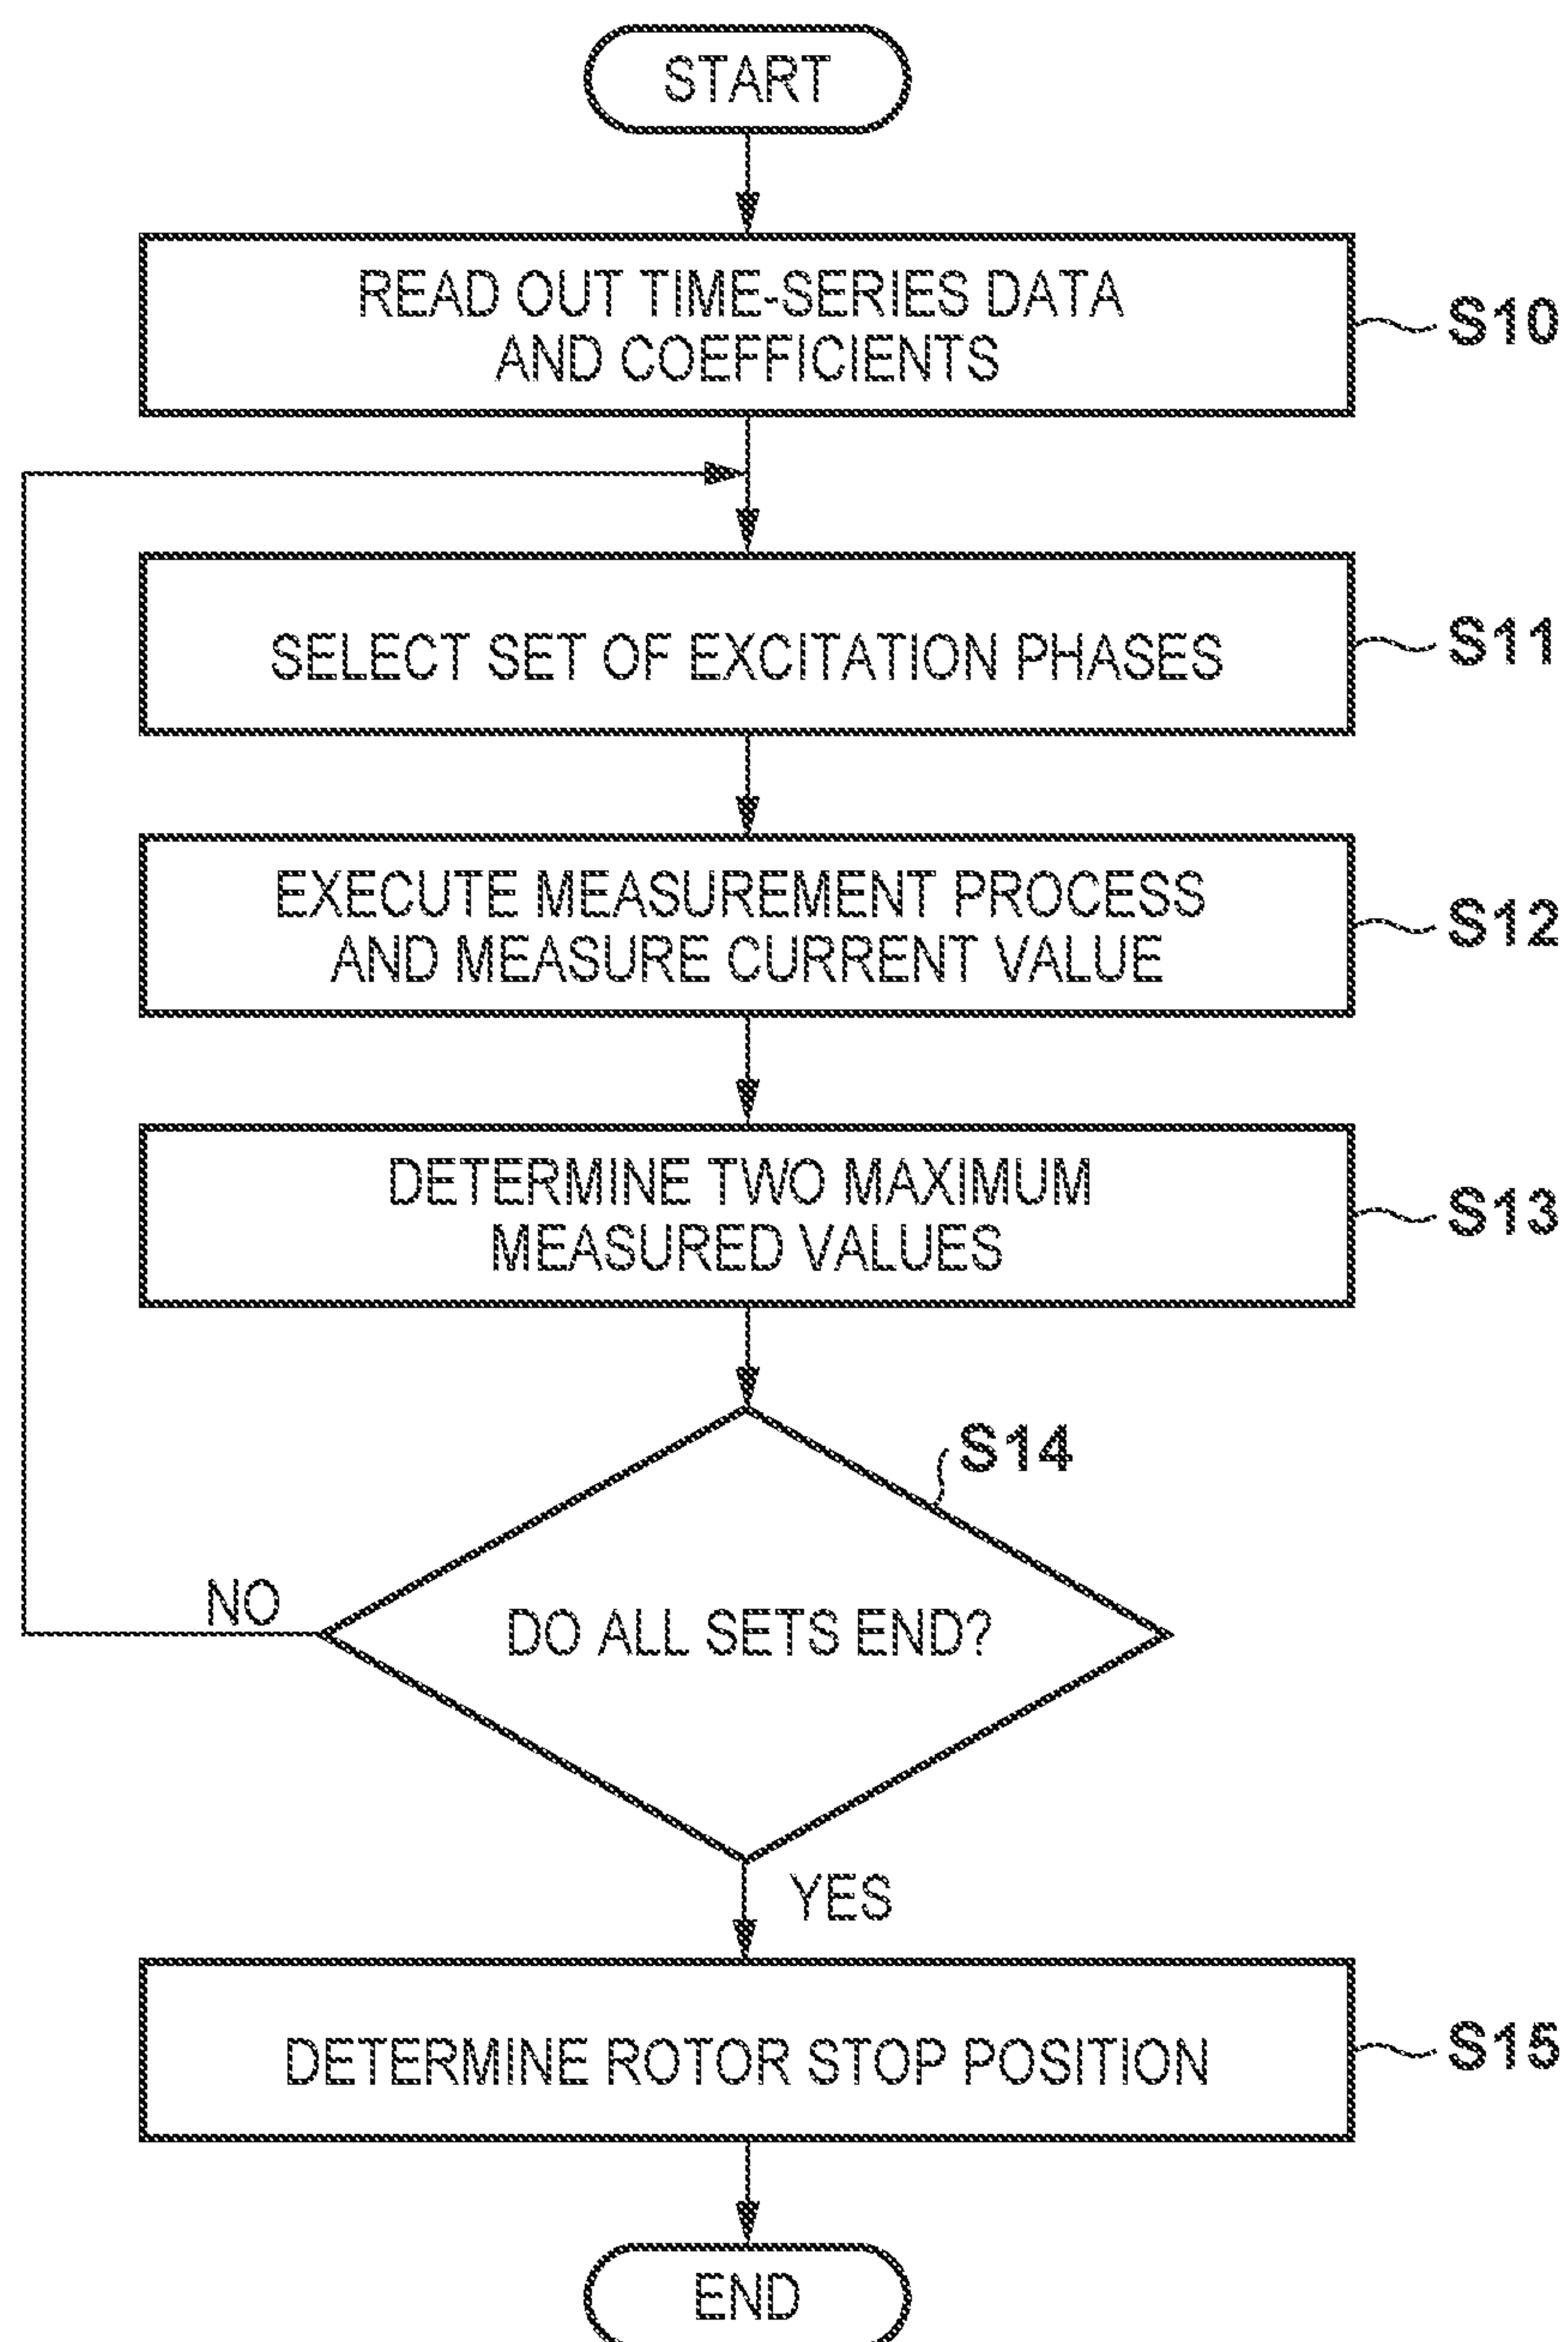 START
READ OUT TIME-SERIES DATA
AND COEFFICIENTS
S10
SELECT SET OF EXCITATION PHASES
S11
EXECUTE MEASUREMENT PROCESS
AND MEASURE CURRENT VALUE
S12
DETERMINE TWO MAXIMUM
MEASURED VALUES
S13
S14
DO ALL SETS END?
NO
YES
DETERMINE ROTOR STOP POSITION
S15
END